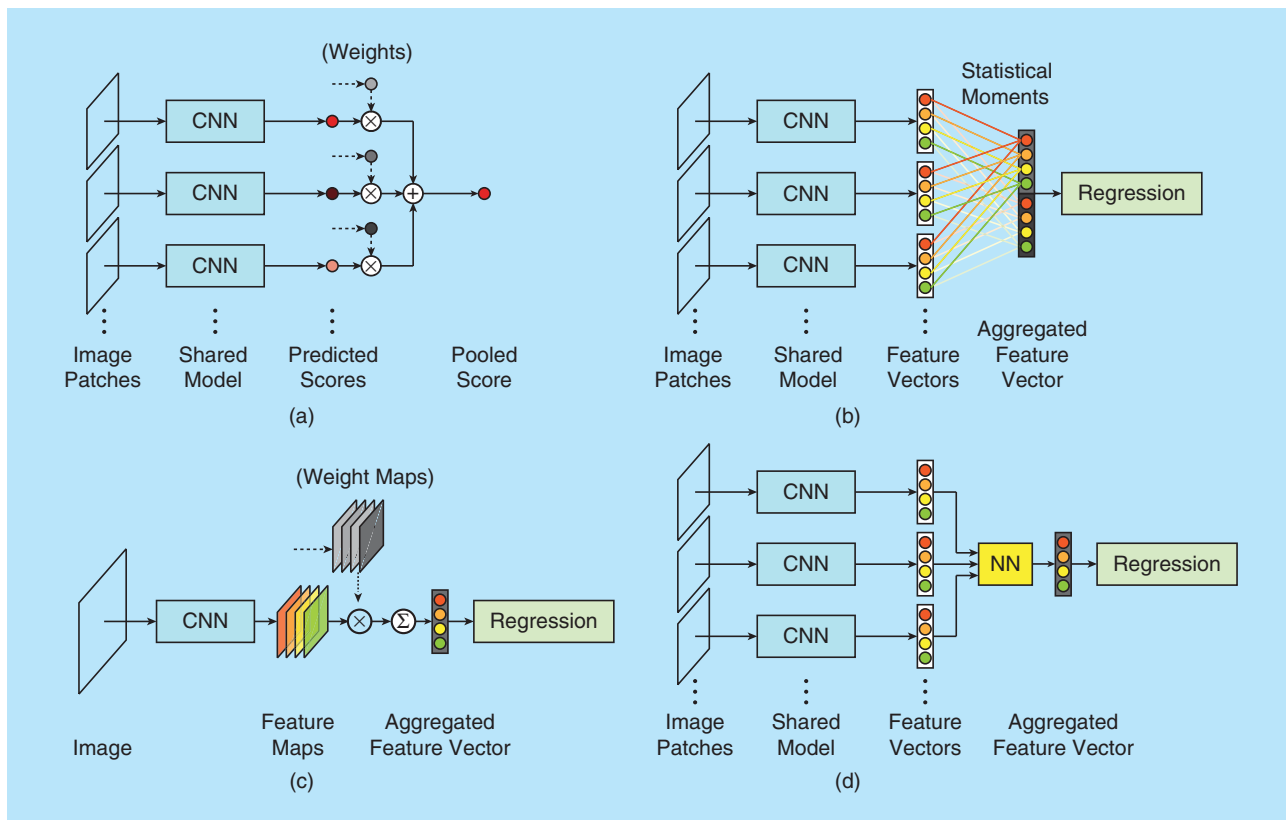 (Weights)
CNN
CNN
CNN
Image
Patches
Shared
Model
Predicted
Scores
Pooled
Score
(a)
Statistical
Moments
CNN
CNN
CNN
Regression
Image
Patches
Shared
Model
Feature
Vectors
Aggregated
Feature
Vector
(b)
(Weight Maps)
CNN
Σ
Regression
Image
Feature
Maps
Aggregated
Feature Vector
(c)
CNN
CNN
CNN
NN
Regression
Image
Patches
Shared
Model
Feature
Vectors
Aggregated
Feature Vector
(d)